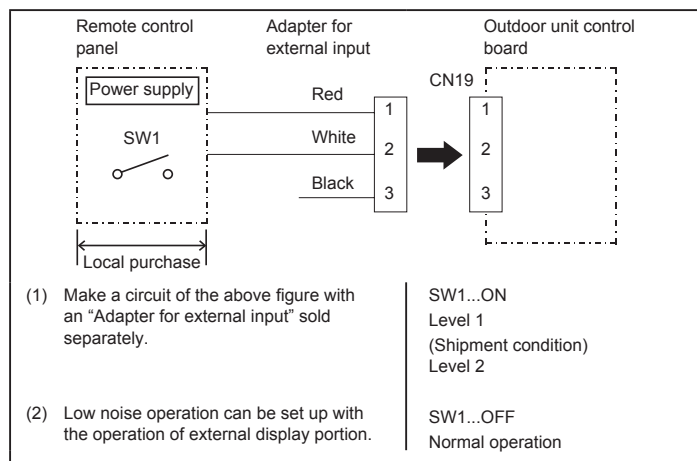 Remote control
panel
Adapter for
external input
Outdoor unit control
board
Power supply
SW1
Red
White
Black
1
2
3
CN19
1
2
3
Local purchase
(1) Make a circuit of the above figure with
an “Adapter for external input” sold
separately.
SW1...ON
Level 1
(Shipment condition)
Level 2
(2) Low noise operation can be set up with
the operation of external display portion.
SW1...OFF
Normal operation